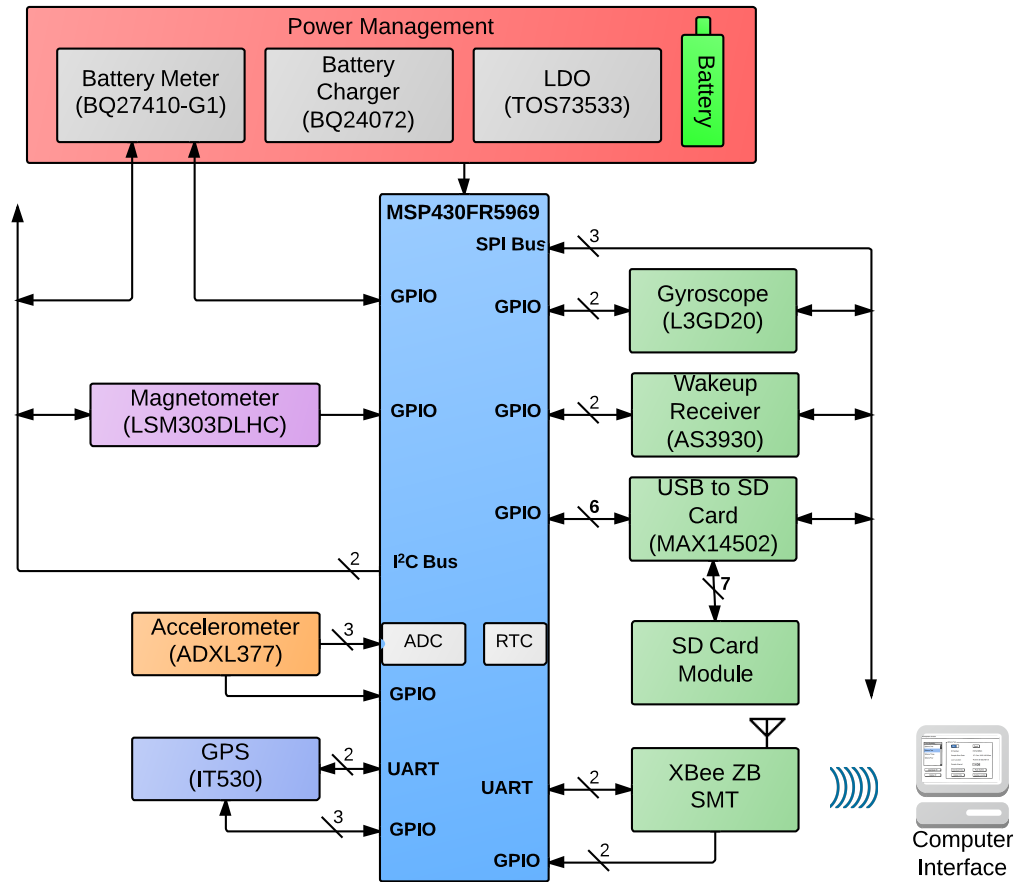 Power Management
Battery Meter
(BQ27410-G1)
Battery
Charger
(BQ24072)
LDO
(TOS73533)
Battery
MSP430FR5969
SPI Bus
3
GPIO
GPIO
2
Gyroscope
(L3GD20)
Magnetometer
(LSM303DLHC)
GPIO
GPIO
2
Wakeup
Receiver
(AS3930)
GPIO
6
USB to SD
Card
(MAX14502)
2
I²C Bus
7
Accelerometer
(ADXL377)
3
ADC
RTC
SD Card
Module
GPIO
GPS
(IT530)
2
UART
UART
2
XBee ZB
SMT
3
GPIO
GPIO
2
Computer
Interface